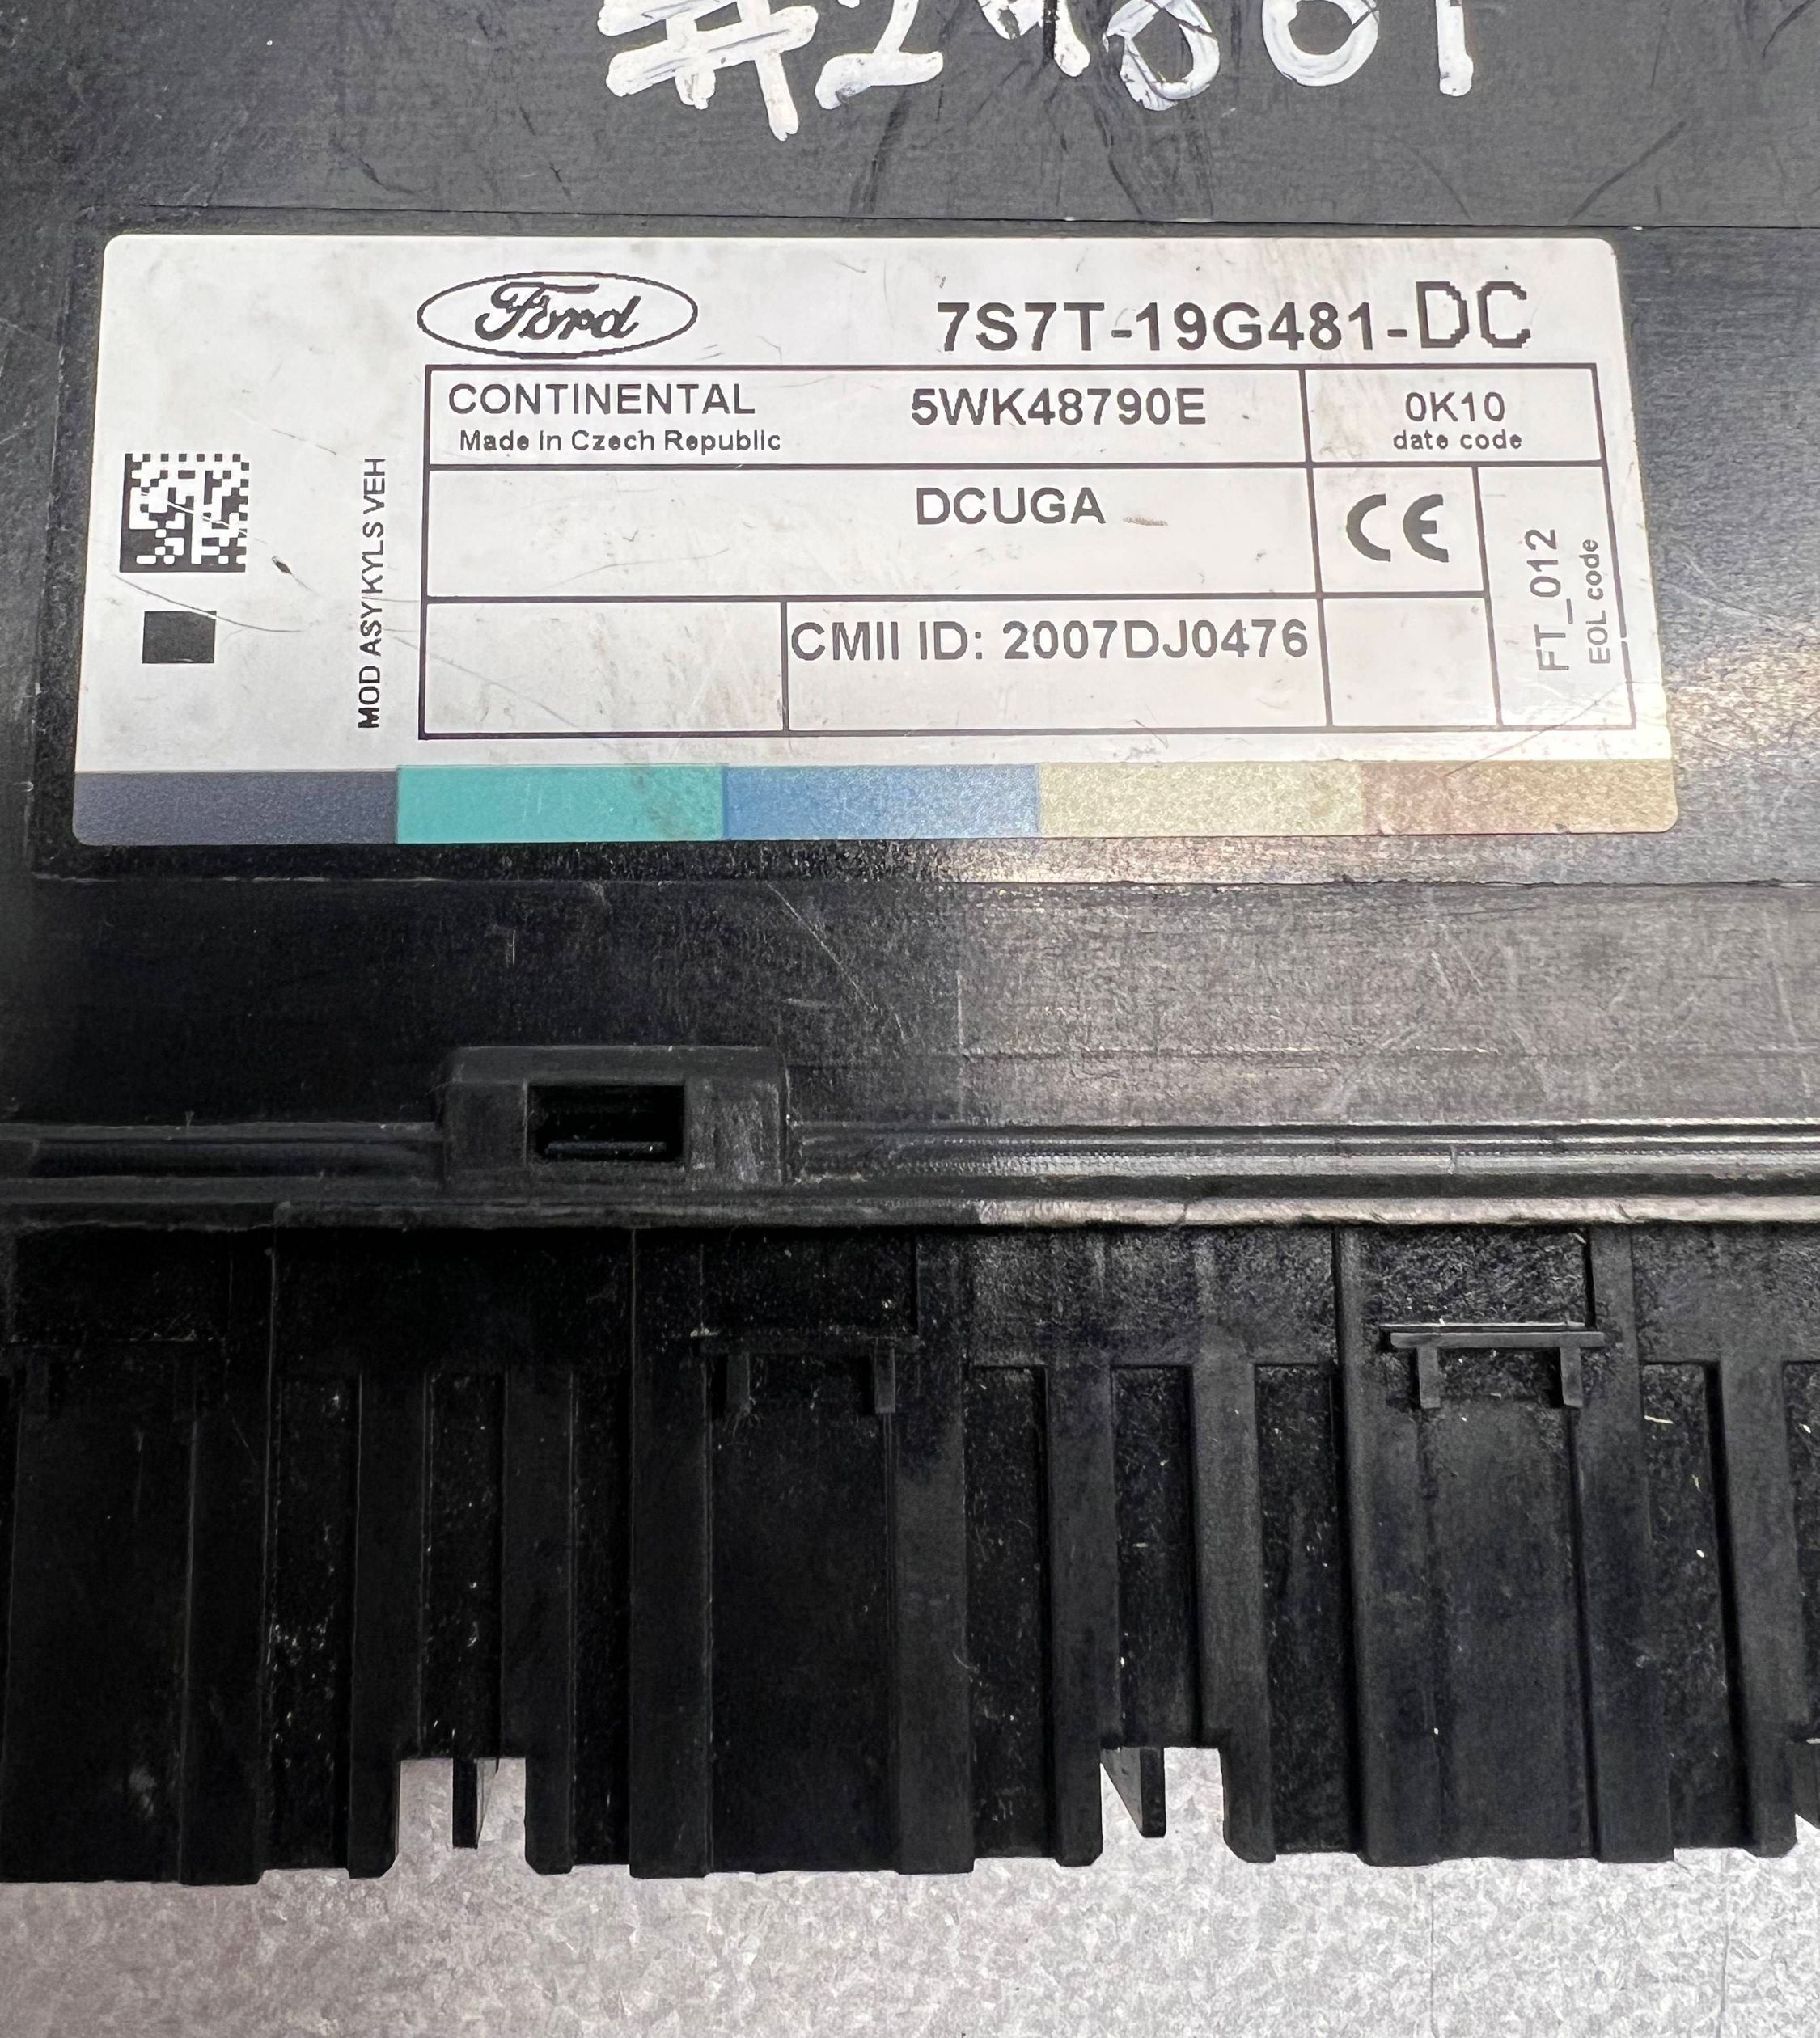 Ford
7S7T-19G481-DC
CONTINENTAL 5WK48790E 0K10
Made in Czech Republic date code
MOD ASY KYLS VEH
DCUGA
CE
CMII ID: 2007DJ0476
FT_012
EOL code